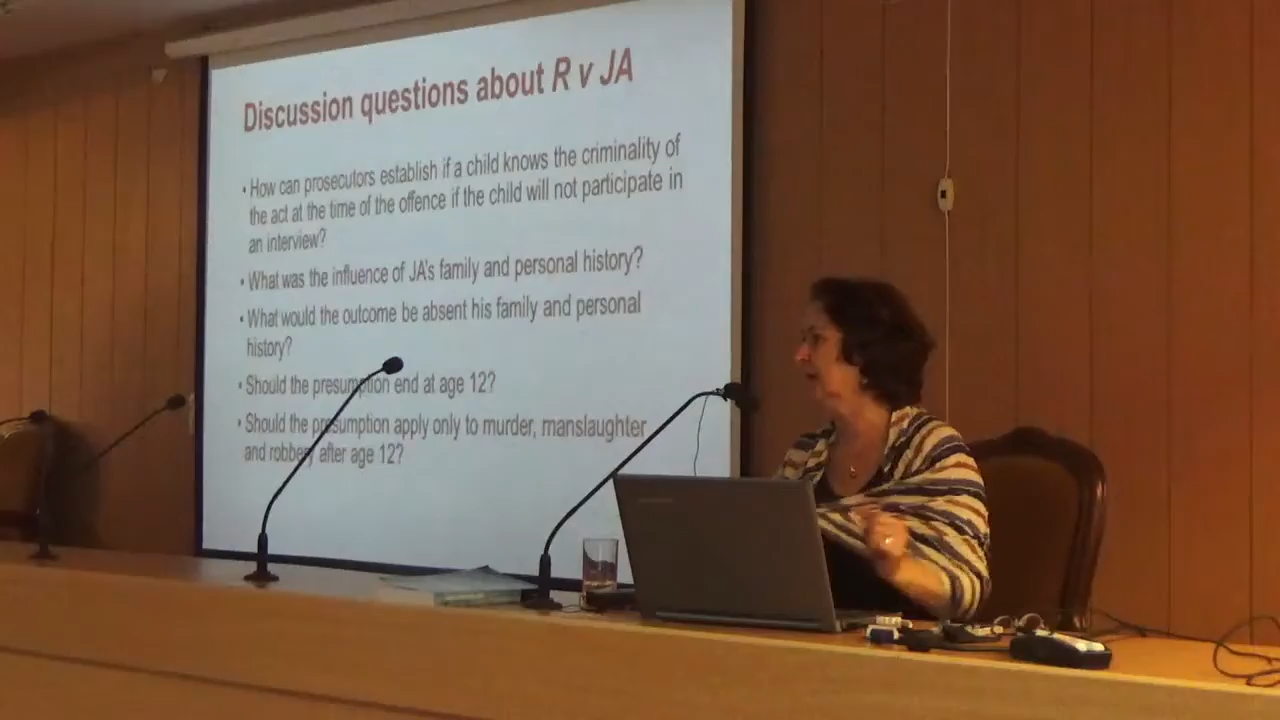 Discussion questions about R v JA
• How can prosecutors establish if a child knows the criminality of
the act at the time of the offence if the child will not participate in
an interview?
• What was the influence of JA's family and personal history?
• What would the outcome be absent his family and personal
history?
• Should the presumption end at age 12?
• Should the presumption apply only to murder, manslaughter
and robbery after age 12?